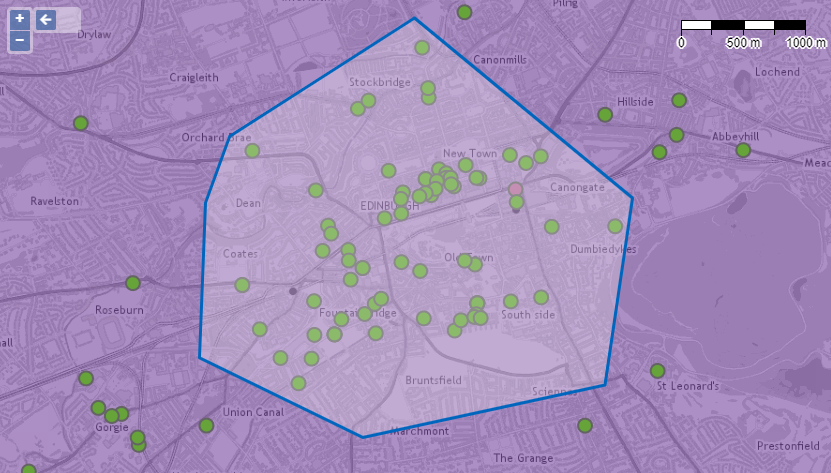 Pilrig
+
Drylaw
−
0 500 m 1000 m
Canonmills
Craigleith
Stockbridge
Lochend
Hillside
Orchard Brae
Abbeyhill
New Town
Mead
Canongate
Ravelston
Dean
EDINBURGH
Coates
Old Town
Dumbiedykes
Roseburn
Fountainbridge
South side
Bruntsfield
St Leonard's
Sciennes
Union Canal
Gorgie
Marchmont
Prestonfield
The Grange